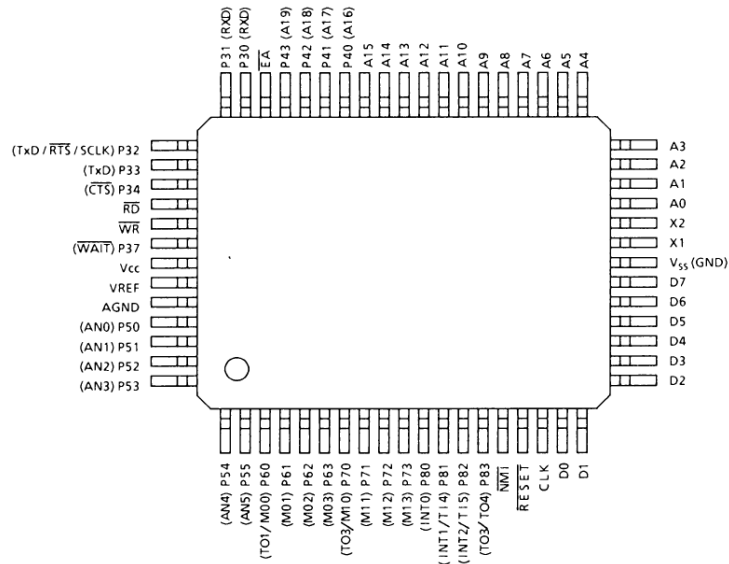 P31 (RXD)
P30 (RXD)
EA
P43 (A19)
P42 (A18)
P41 (A17)
P40 (A16)
A15
A14
A13
A12
A11
A10
A9
A8
A7
A6
A5
A4
(TxD / RTS / SCLK) P32
(TxD) P33
(CTS) P34
RD
WR
(WAIT) P37
Vcc
VREF
AGND
(AN0) P50
(AN1) P51
(AN2) P52
(AN3) P53
A3
A2
A1
A0
X2
X1
VSS (GND)
D7
D6
D5
D4
D3
D2
(AN4) P54
(AN5) P55
(TO1/M00) P60
(M01) P61
(M02) P62
(M03) P63
(TO3/M10) P70
(M11) P71
(M12) P72
(M13) P73
(INT0) P80
(INT1/TI4) P81
(INT2/TI5) P82
(TO3/TO4) P83
NMI
RESET
CLK
D0
D1